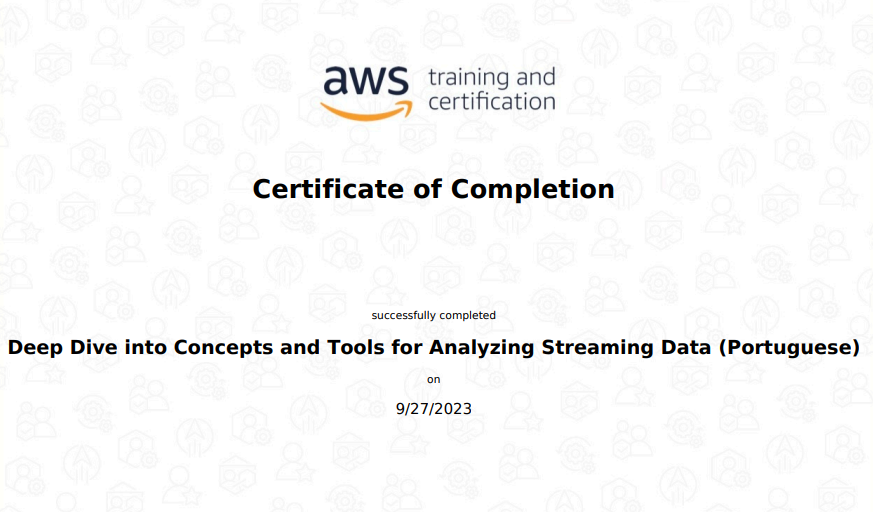 aws training and
certification
Certificate of Completion
successfully completed
Deep Dive into Concepts and Tools for Analyzing Streaming Data (Portuguese)
on
9/27/2023